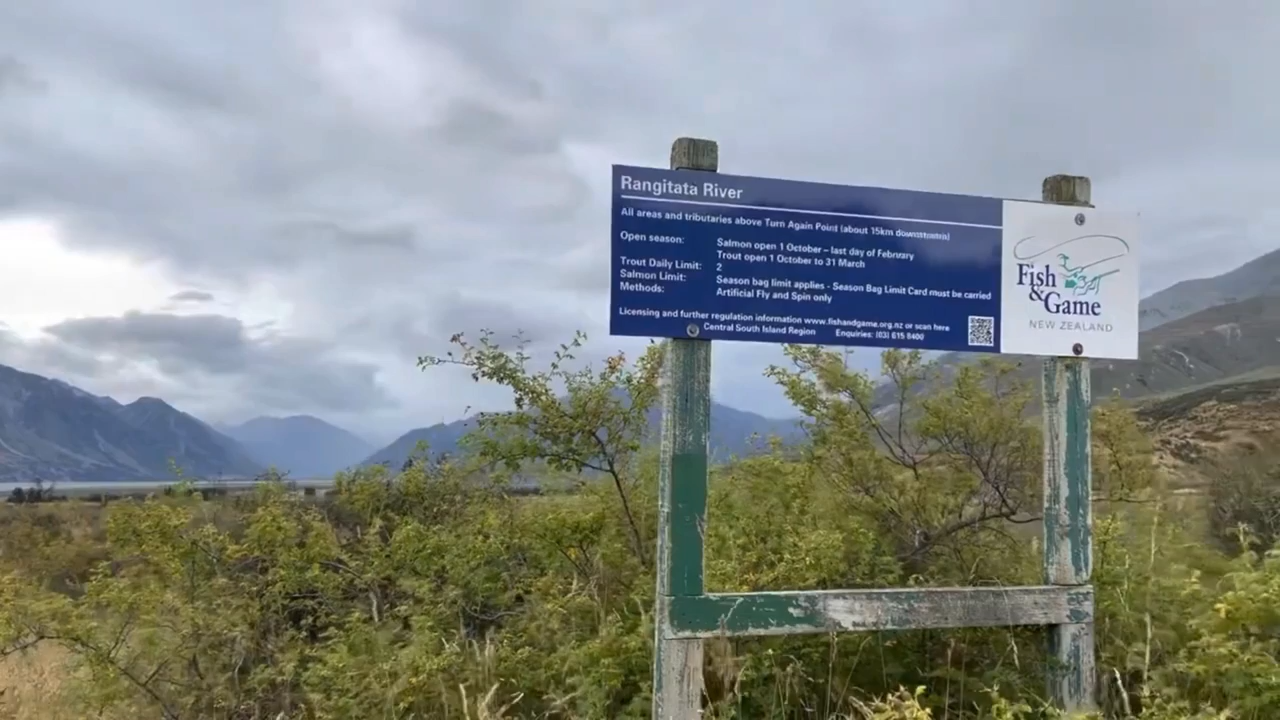 Rangitata River
All areas and tributaries above Turn Again Point (about 15km downstream)
Open season: Salmon open 1 October – last day of February
Trout open 1 October to 31 March
Trout Daily Limit: 2
Salmon Limit: Season bag limit applies - Season Bag Limit Card must be carried
Methods: Artificial Fly and Spin only
Licensing and further regulation information www.fishandgame.org.nz or scan here
Central South Island Region Enquiries: (03) 615 8400
Fish
&Game
NEW ZEALAND